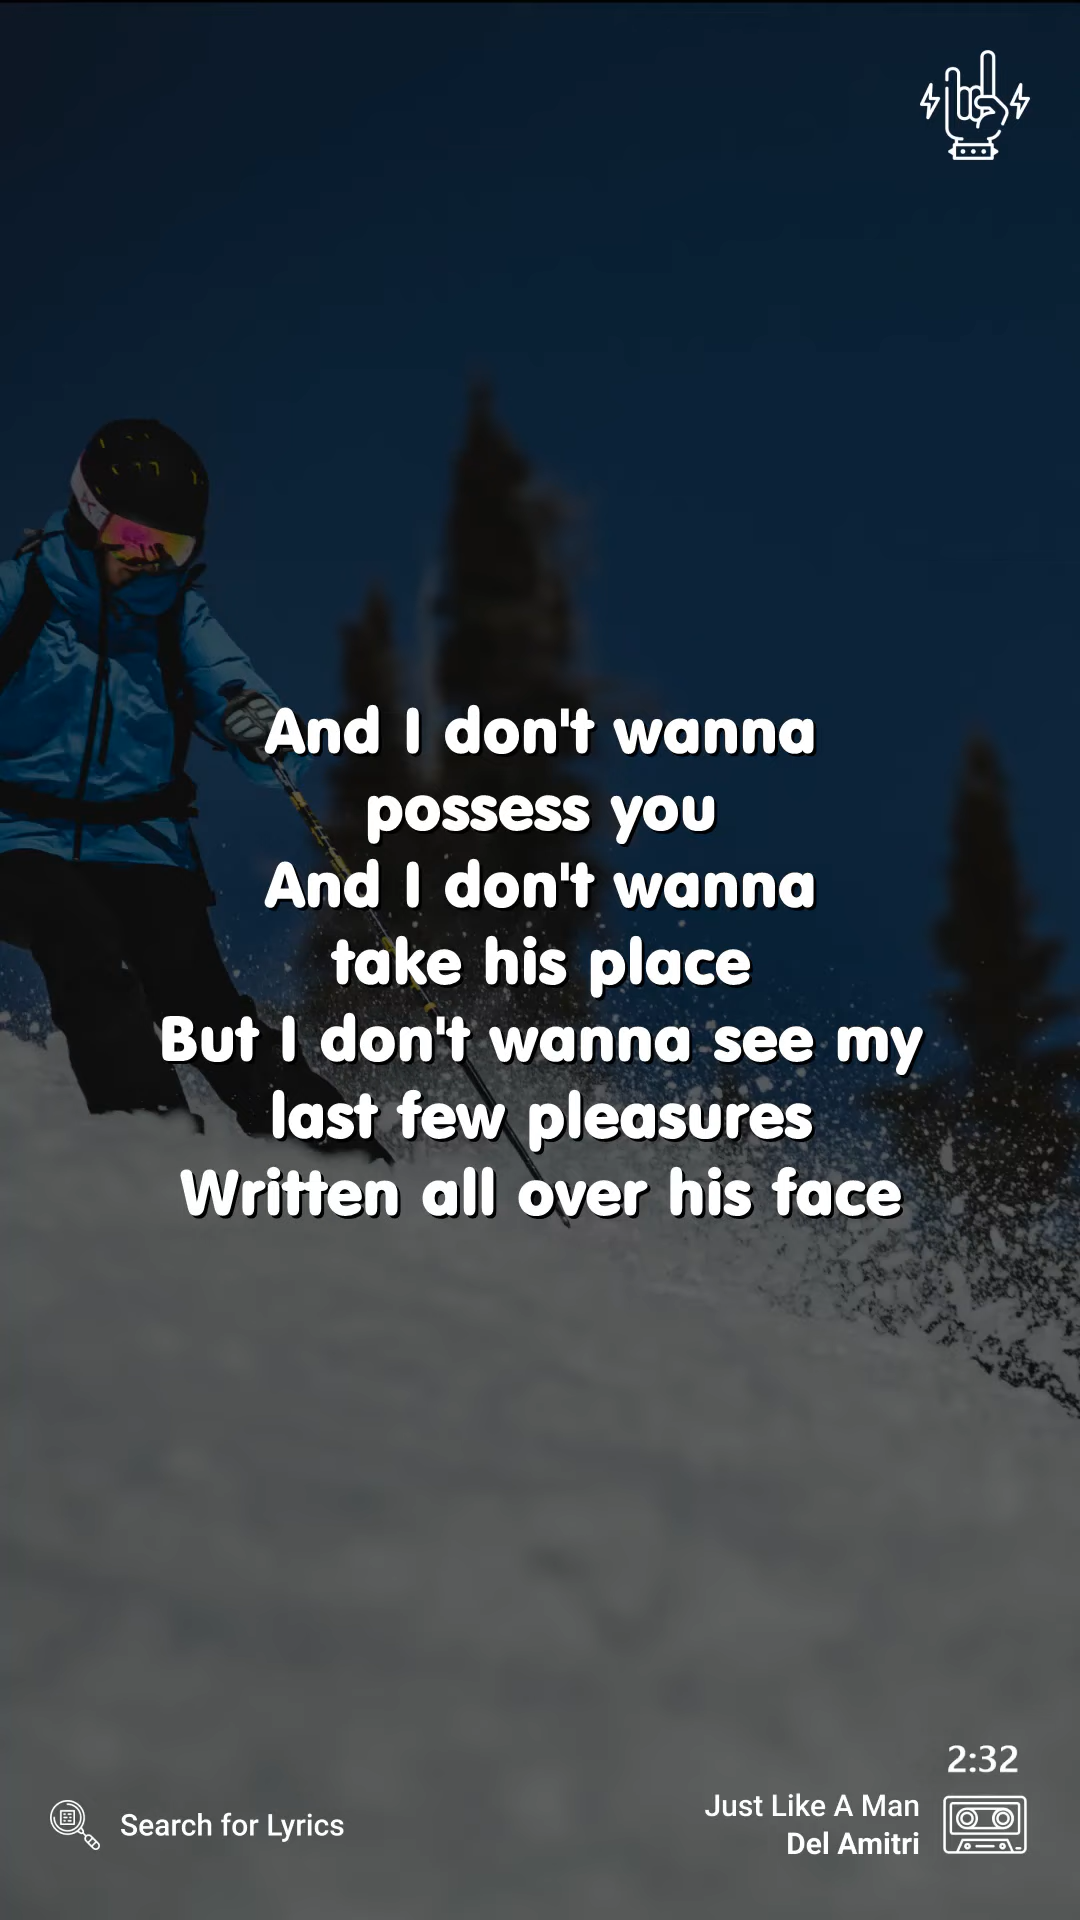 And I don't wanna
possess you
And I don't wanna
take his place
But I don't wanna see my
last few pleasures
Written all over his face
2:32
Search for Lyrics
Just Like A Man
Del Amitri